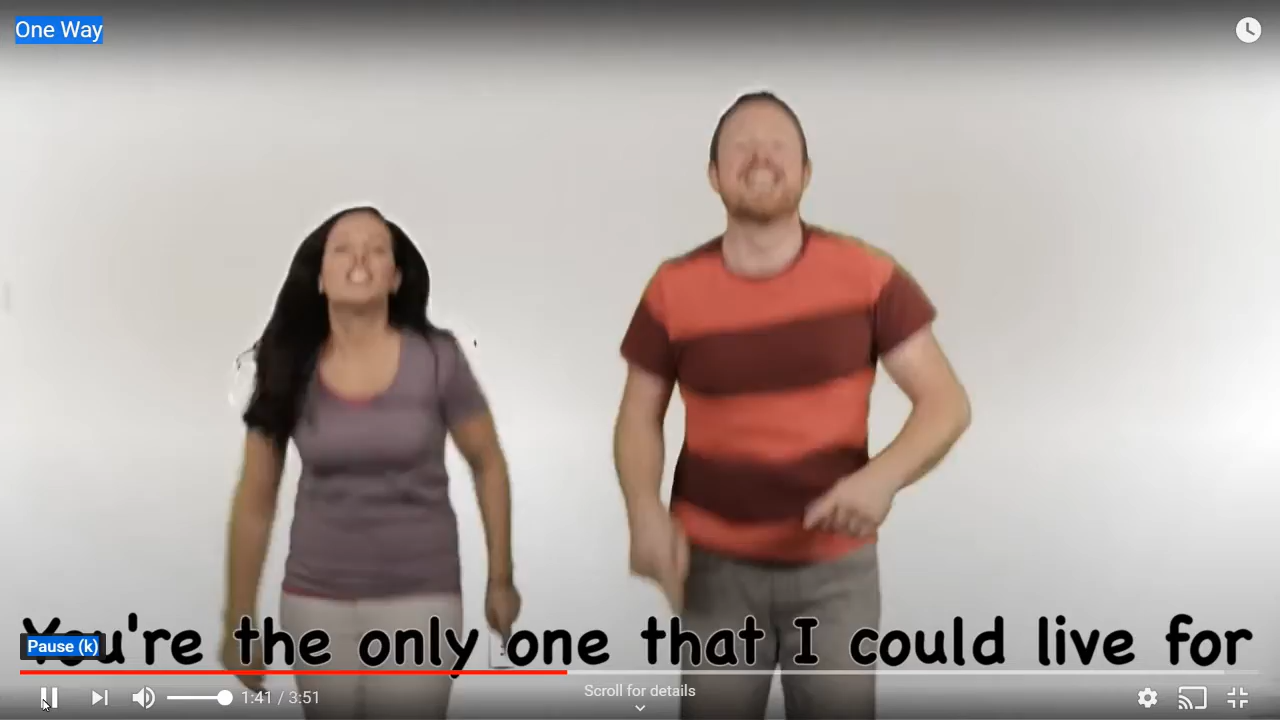 One Way
You're the only one that I could live for
Pause (k)
1:41 / 3:51
Scroll for details